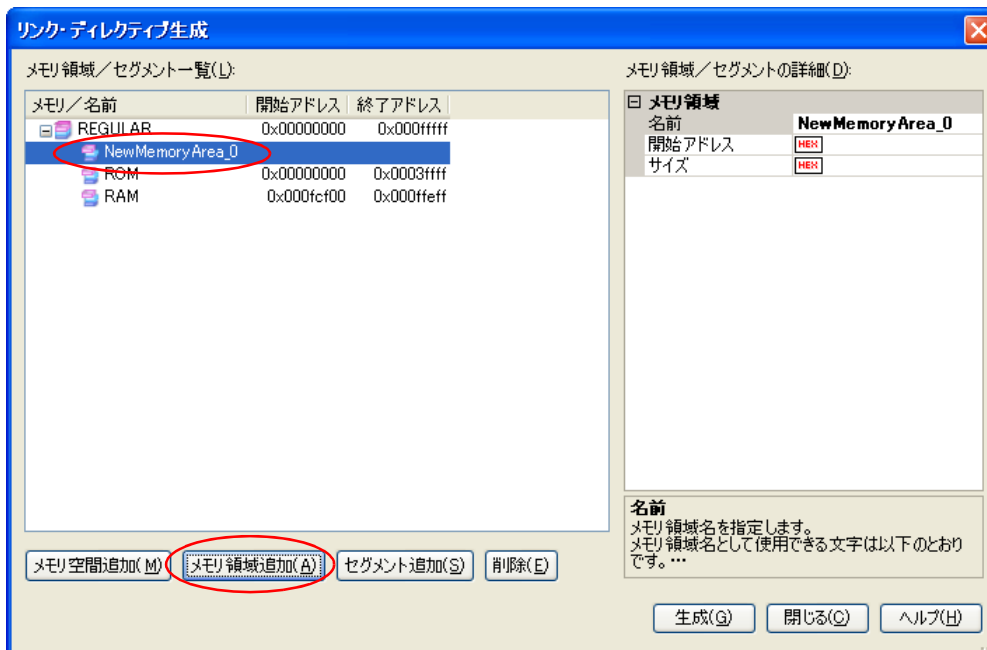 リンク・ディレクティブ生成
メモリ領域／セグメント一覧(L):
メモリ／名前 開始アドレス 終了アドレス
REGULAR 0x00000000 0x000fffff
NewMemoryArea_0
ROM 0x00000000 0x0003ffff
RAM 0x000fcf00 0x000ffeff
メモリ空間追加(M) メモリ領域追加(A) セグメント追加(S) 削除(E)
メモリ領域／セグメントの詳細(D):
メモリ領域
名前 NewMemoryArea_0
開始アドレス HEX
サイズ HEX
名前
メモリ領域名を指定します。
メモリ領域名として使用できる文字は以下のとおり
です。…
生成(G) 閉じる(C) ヘルプ(H)